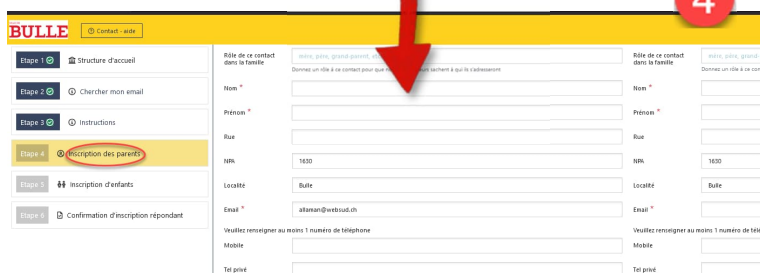 4
BULLE
Contact - aide
Etape 1 Structure d'accueil
Etape 2 Chercher mon email
Etape 3 Instructions
Etape 4 Inscription des parents
Etape 5 Inscription d'enfants
Etape 6 Confirmation d'inscription répondant
Rôle de ce contact
dans la famille
mère, père, grand-parent,
Donnez un rôle à ce contact pour que
sachent à qui ils s'adresseront
Nom *
Prénom *
Rue
NPA 1630
Localité Bulle
Email * allaman@websud.ch
Veuillez renseigner au moins 1 numéro de téléphone
Mobile
Tel privé
Rôle de ce contact
dans la famille
mère, père, grand-
Donnez un rôle à ce con
Nom *
Prénom *
Rue
NPA 1630
Localité Bulle
Email *
Veuillez renseigner au moins 1 numéro de télé
Mobile
Tel privé